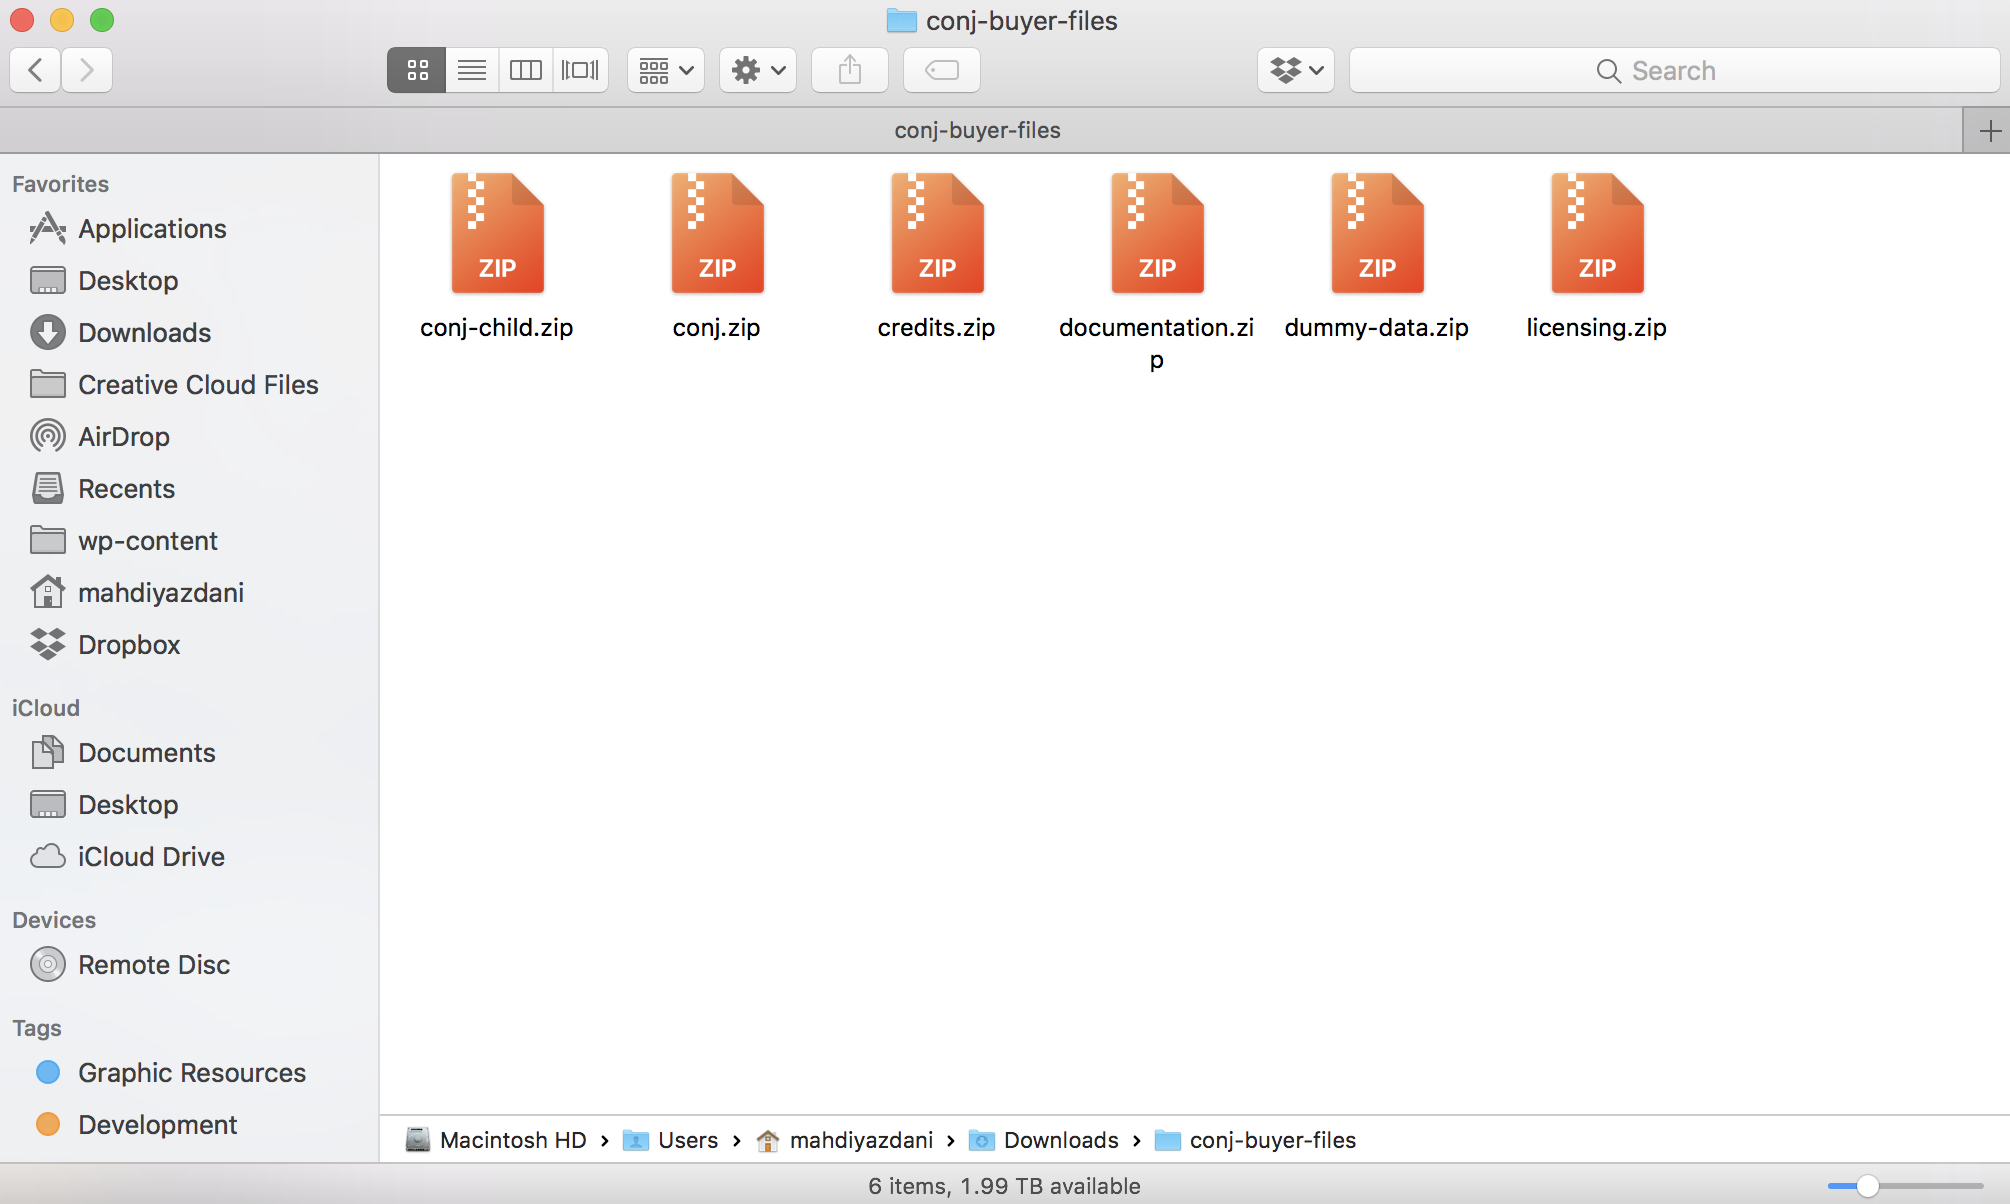 conj-buyer-files
Search
conj-buyer-files
Favorites
Applications
Desktop
Downloads
Creative Cloud Files
AirDrop
Recents
wp-content
mahdiyazdani
Dropbox
iCloud
Documents
Desktop
iCloud Drive
Devices
Remote Disc
Tags
Graphic Resources
Development
ZIP
conj-child.zip
ZIP
conj.zip
ZIP
credits.zip
ZIP
documentation.zi
p
ZIP
dummy-data.zip
ZIP
licensing.zip
Macintosh HD › Users › mahdiyazdani › Downloads › conj-buyer-files
6 items, 1.99 TB available